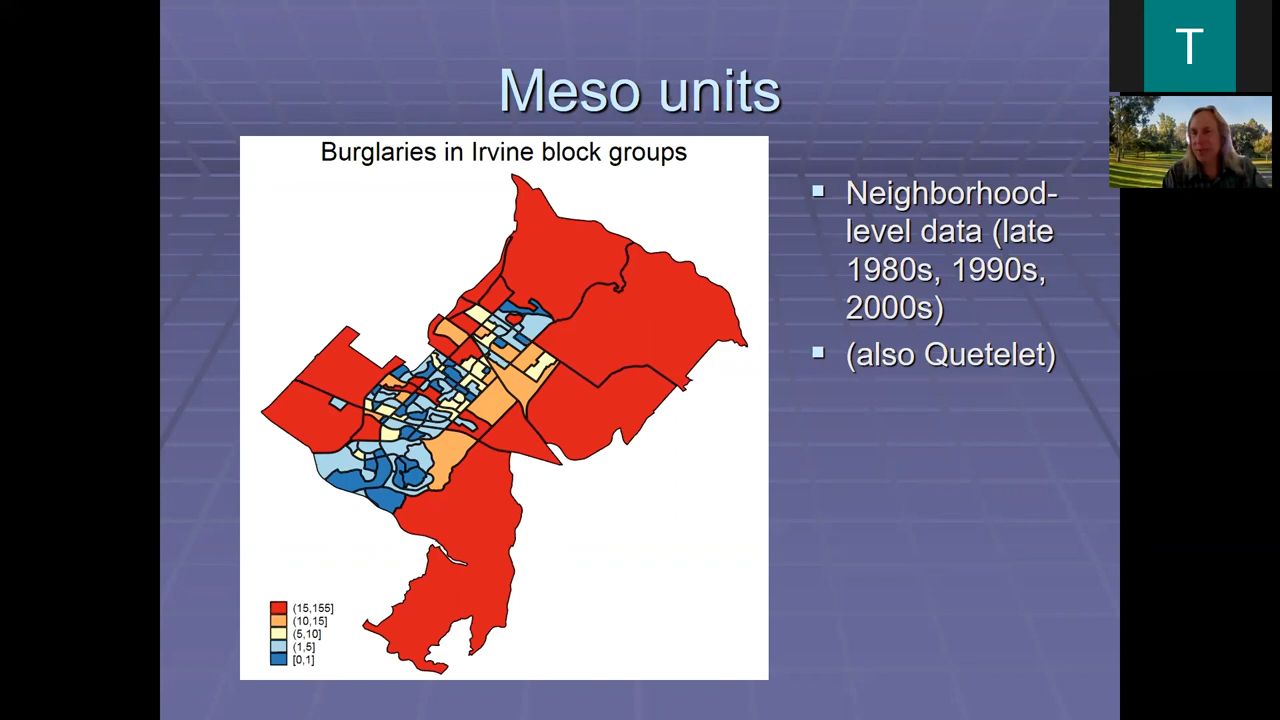 Meso units
T
Burglaries in Irvine block groups
Neighborhood-
level data (late
1980s, 1990s,
2000s)
(also Quetelet)
(15,155]
(10,15]
(5,10]
(1,5]
[0,1]